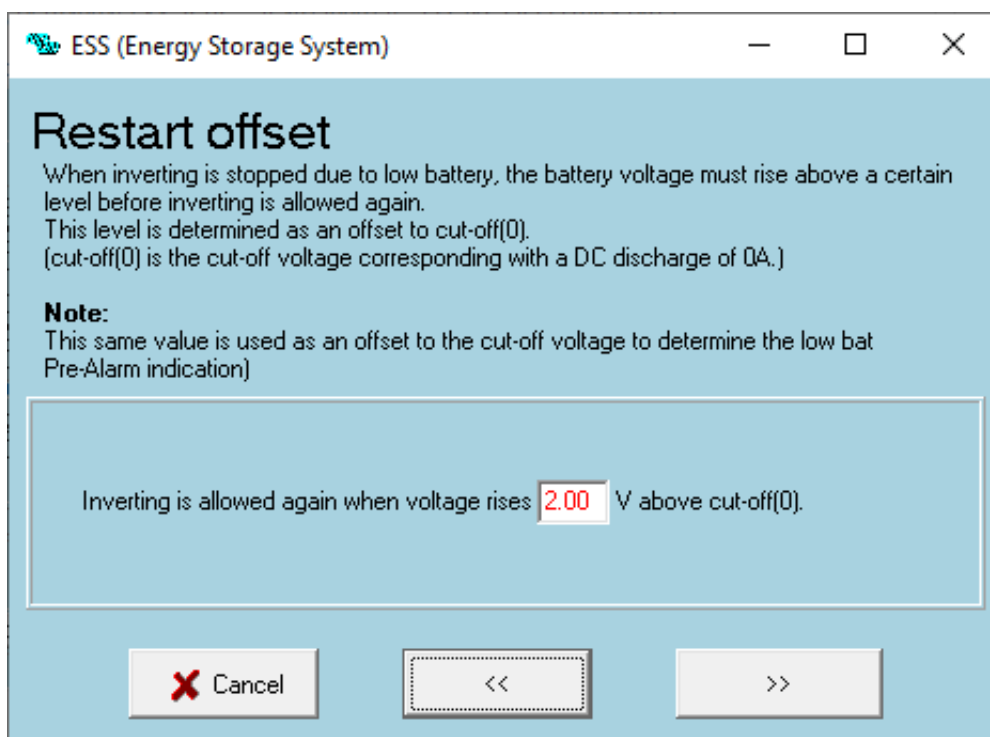 ESS (Energy Storage System)
Restart offset
When inverting is stopped due to low battery, the battery voltage must rise above a certain
level before inverting is allowed again.
This level is determined as an offset to cut-off(0).
(cut-off(0) is the cut-off voltage corresponding with a DC discharge of 0A.)
Note:
This same value is used as an offset to the cut-off voltage to determine the low bat
Pre-Alarm indication)
Inverting is allowed again when voltage rises 2.00 V above cut-off(0).
Cancel << >>